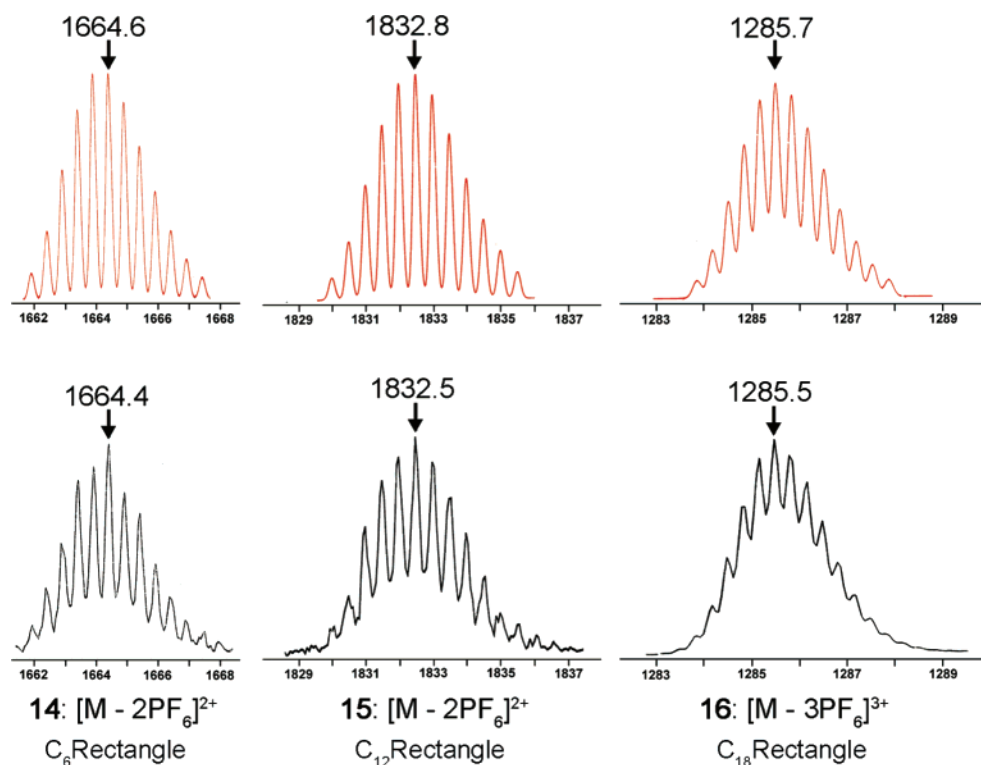 1664.6 1832.8 1285.7
1662 1664 1666 1668 1829 1831 1833 1835 1837 1283 1285 1287 1289
1664.4 1832.5 1285.5
1662 1664 1666 1668 1829 1831 1833 1835 1837 1283 1285 1287 1289
14: [M - 2PF₆]²⁺ 15: [M - 2PF₆]²⁺ 16: [M - 3PF₆]³⁺
C₆Rectangle C₁₂Rectangle C₁₈Rectangle